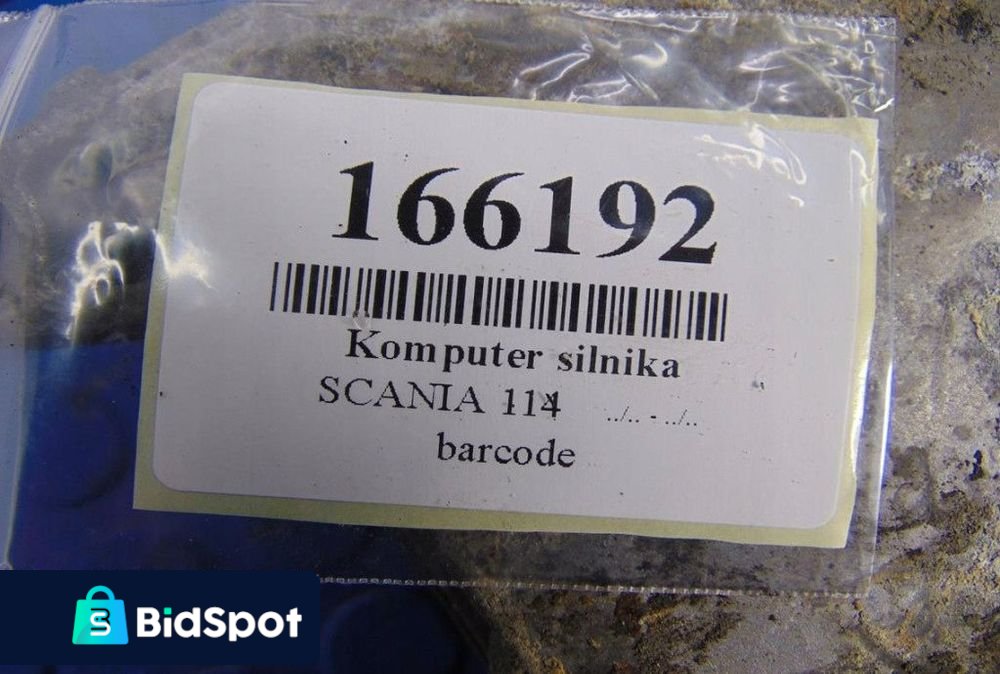 166192
Komputer silnika
SCANIA 114 ../.. - ../..
barcode
BidSpot